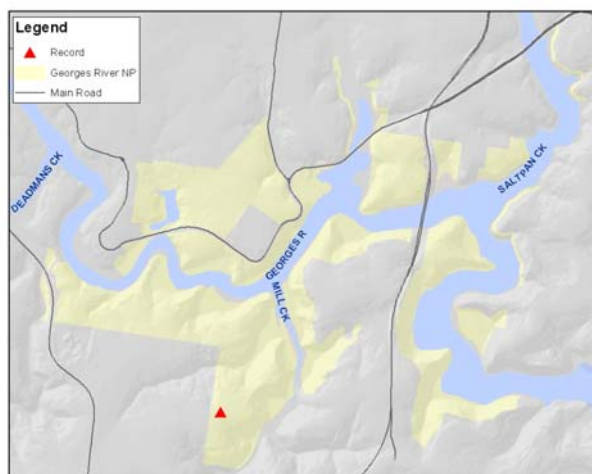 Legend
Record
Georges River NP
Main Road
DEADMANS CK
SALTPAN CK
GEORGES R
MILL CK